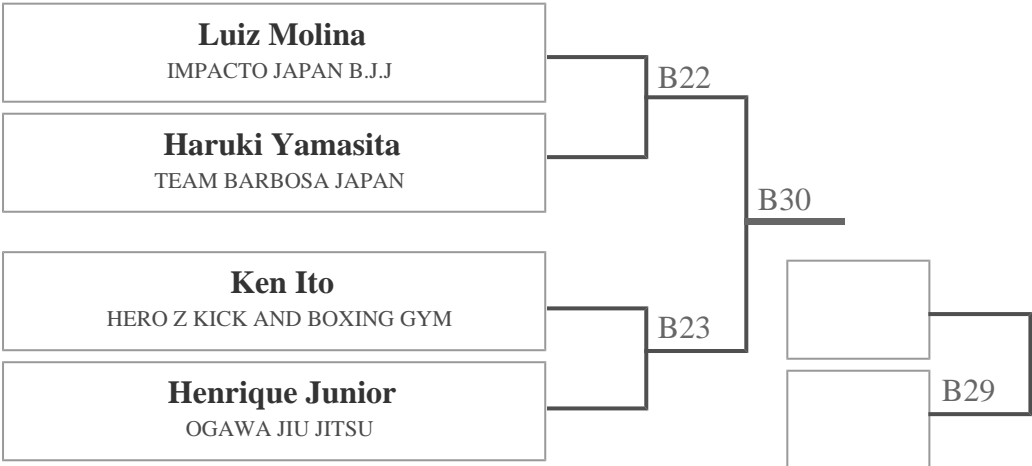 Luiz Molina
IMPACTO JAPAN B.J.J
B22
Haruki Yamasita
TEAM BARBOSA JAPAN
B30
Ken Ito
HERO Z KICK AND BOXING GYM
B23
Henrique Junior
OGAWA JIU JITSU
B29